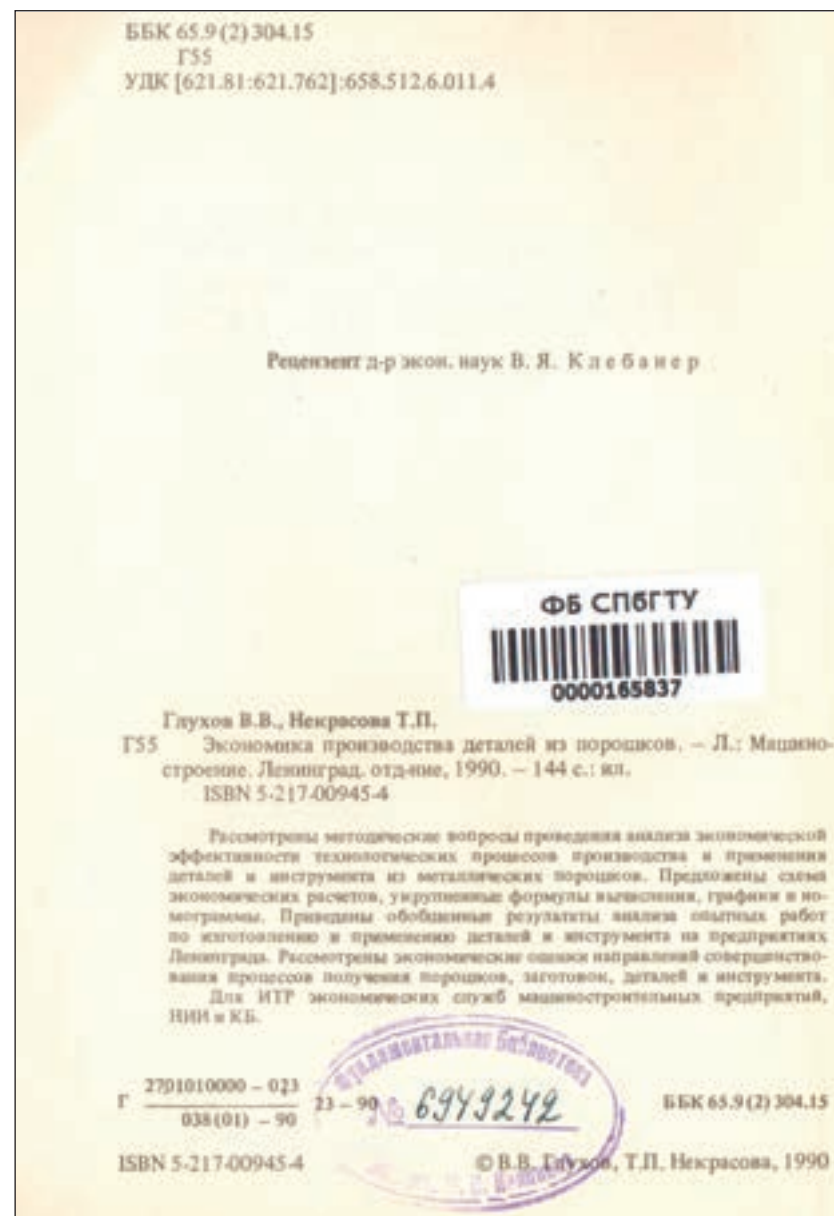 ББК 65.9(2)304.15
Г55
УДК [621.81:621.762]:658.512.6.011.4
Рецензент д-р экон. наук В. Я. Клебанер
ФБ СПбГТУ
0000165837
Глухов В.В., Некрасова Т.П.
Г55 Экономика производства деталей из порошков. – Л.: Машино-
строение. Ленинград. отд-ние, 1990. – 144 с.: ил.
ISBN 5-217-00945-4
Рассмотрены методические вопросы проведения анализа экономической
эффективности технологических процессов производства и применения
деталей и инструмента из металлических порошков. Предложены схема
экономических расчетов, укрупненные формулы вычисления, графики и но-
мограммы. Приведены обобщенные результаты анализа опытных работ
по изготовлению и применению деталей и инструмента на предприятиях
Ленинграда. Рассмотрены экономические оценки направлений совершенство-
вания процессов получения порошков, заготовок, деталей и инструмента.
Для ИТР экономических служб машиностроительных предприятий,
НИИ и КБ.
Фундаментальная библиотека
Г 2701010000 – 023
038(01) – 90
23 – 90
№ 6949242
ББК 65.9(2)304.15
ISBN 5-217-00945-4
© В.В. Глухов, Т.П. Некрасова, 1990